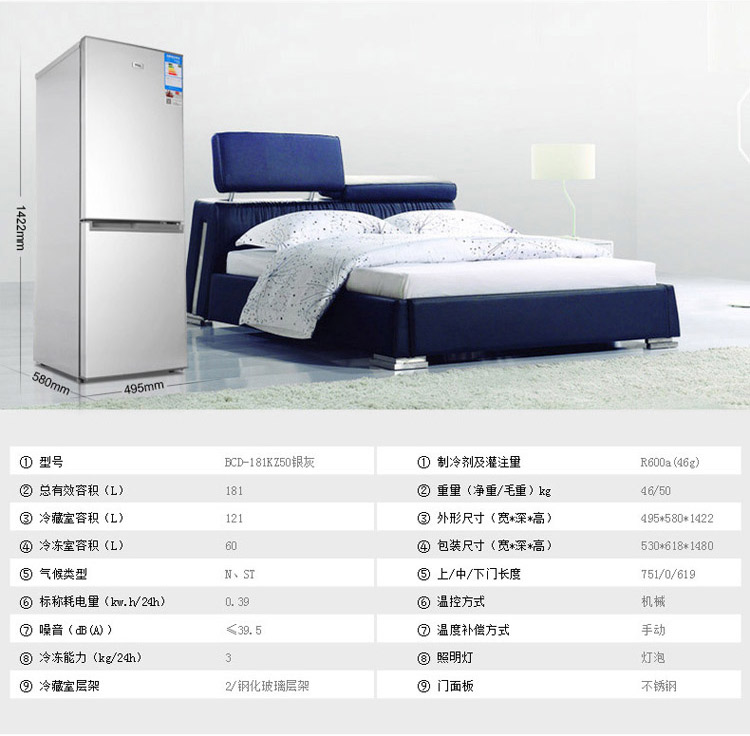 1422mm
580mm
495mm
① 型号 BCD-181KZ50银灰
② 总有效容积（L） 181
③ 冷藏室容积（L） 121
④ 冷冻室容积（L） 60
⑤ 气候类型 N、ST
⑥ 标称耗电量（kw.h/24h） 0.39
⑦ 噪音（dB(A)） ≤39.5
⑧ 冷冻能力（kg/24h） 3
⑨ 冷藏室层架 2/钢化玻璃层架
① 制冷剂及灌注量 R600a(46g)
② 重量（净重/毛重）kg 46/50
③ 外形尺寸（宽*深*高） 495*580*1422
④ 包装尺寸（宽*深*高） 530*618*1480
⑤ 上/中/下门长度 751/0/619
⑥ 温控方式 机械
⑦ 温度补偿方式 手动
⑧ 照明灯 灯泡
⑨ 门面板 不锈钢